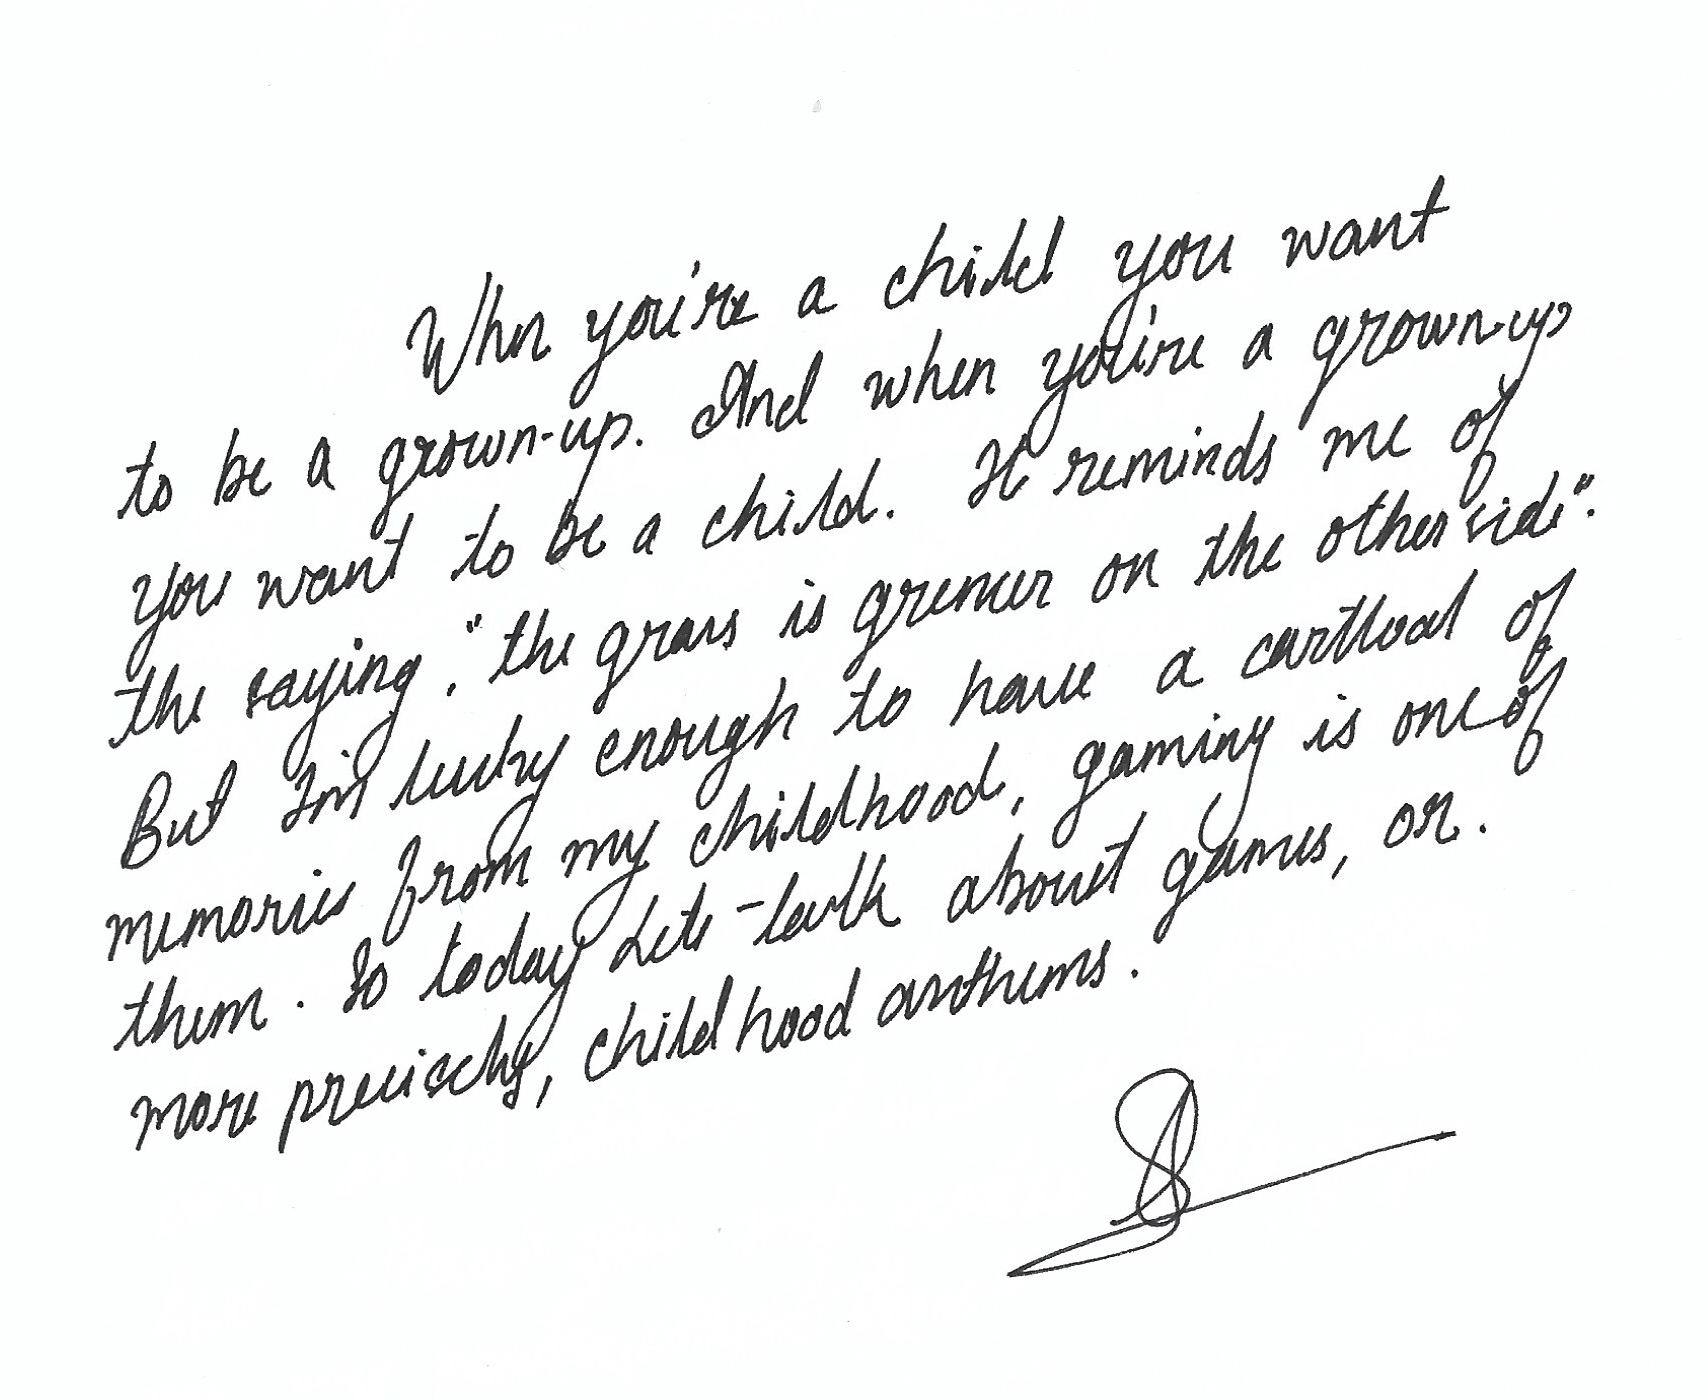 When you're a child you want
to be a grown-up. And when you're a grown-up
you want to be a child. It reminds me of
the saying, "the grass is greener on the other side".
But I'm lucky enough to have a cartload of
memories from my childhood, gaming is one of
them. So today Lets talk about games, or.
more precisely, childhood anthems.